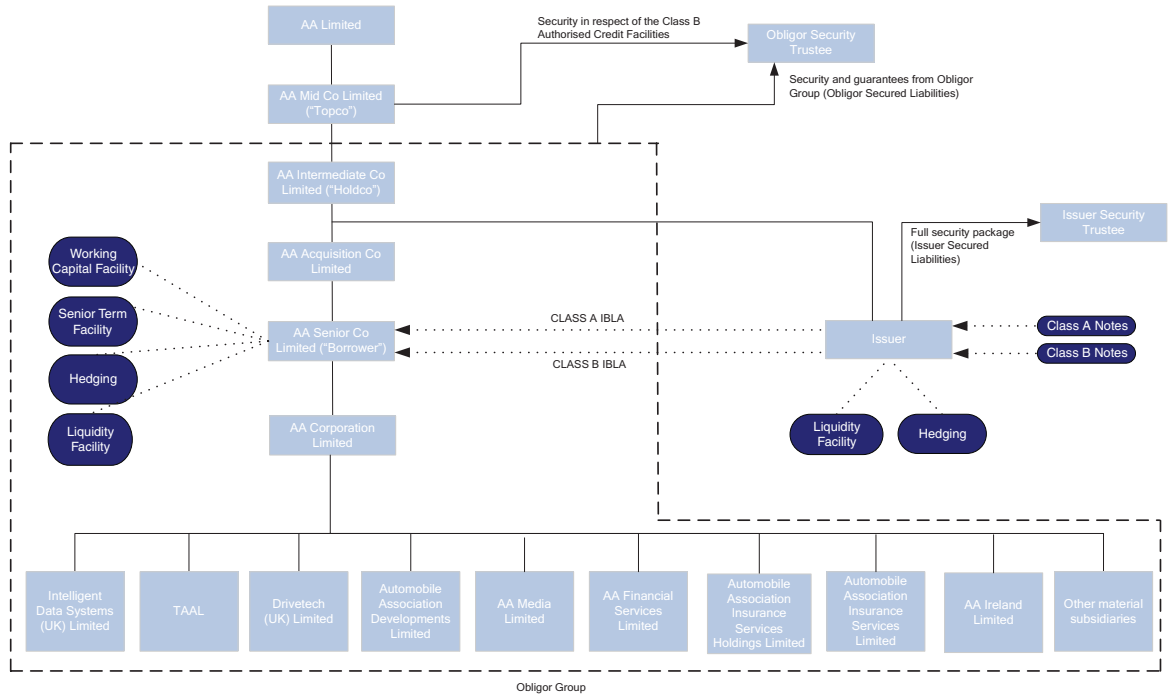 AA Limited
Security in respect of the Class B
Authorised Credit Facilities
Obligor Security
Trustee
AA Mid Co Limited
(“Topco”)
Security and guarantees from Obligor
Group (Obligor Secured Liabilities)
AA Intermediate Co
Limited (“Holdco”)
Full security package
(Issuer Secured
Liabilities)
Issuer Security
Trustee
Working
Capital Facility
AA Acquisition Co
Limited
Senior Term
Facility
AA Senior Co
Limited (“Borrower”)
CLASS A IBLA
CLASS B IBLA
Issuer
Class A Notes
Class B Notes
Hedging
Liquidity
Facility
AA Corporation
Limited
Liquidity
Facility
Hedging
Intelligent
Data Systems
(UK) Limited
TAAL
Drivetech
(UK) Limited
Automobile
Association
Developments
Limited
AA Media
Limited
AA Financial
Services
Limited
Automobile
Association
Insurance
Services
Holdings Limited
Automobile
Association
Insurance
Services
Limited
AA Ireland
Limited
Other material
subsidiaries
Obligor Group